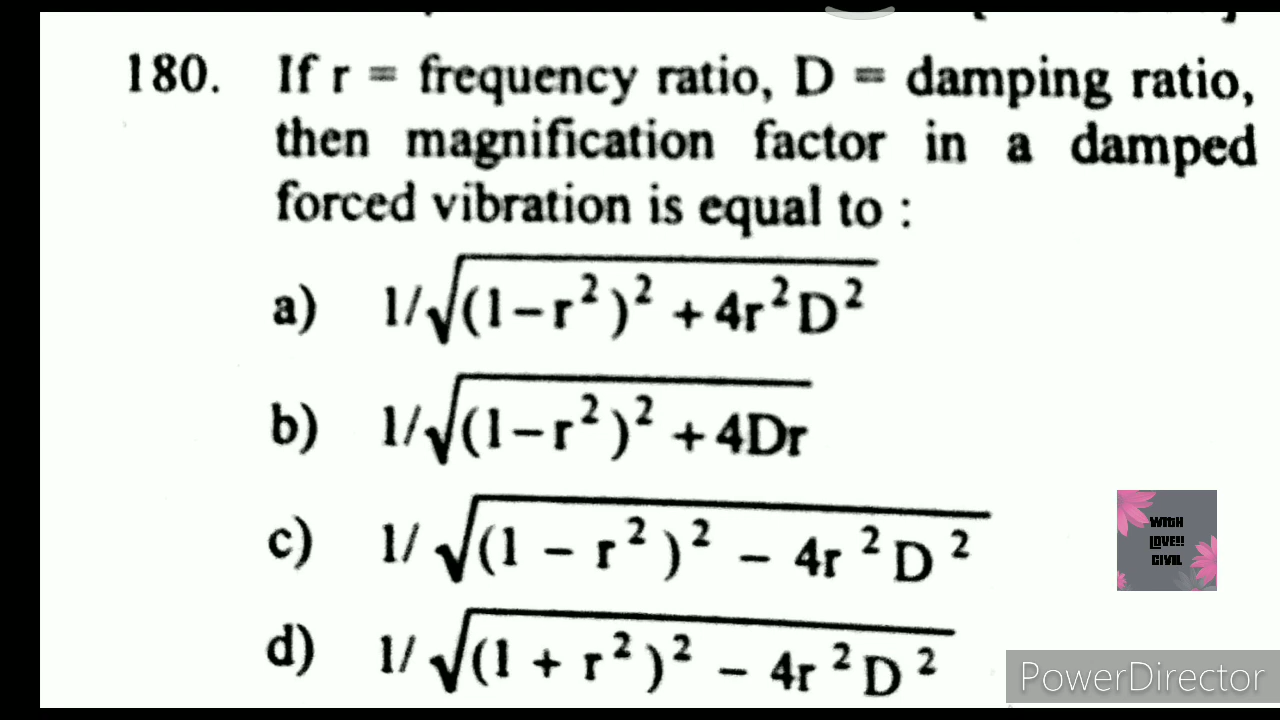 180. If r = frequency ratio, D = damping ratio,
then magnification factor in a damped
forced vibration is equal to :
a) 1/√(1−r²)² + 4r²D²
b) 1/√(1−r²)² + 4Dr
c) 1/ √(1 − r²)² − 4r²D²
d) 1/ √(1 + r²)² − 4r²D²
WITH
LOVE!!
CIVIL
PowerDirector